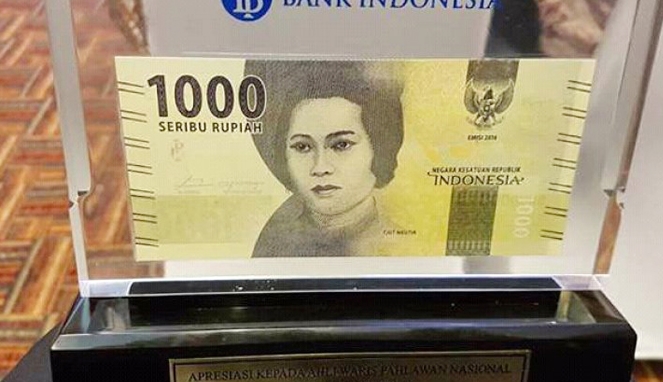 BANK INDONESIA
1000
SERIBU RUPIAH
EMISI 2016
NEGARA KESATUAN REPUBLIK
INDONESIA
1000
CUT MEUTIA
APRESIASI KEPADA AHLI WARIS PAHLAWAN NASIONAL